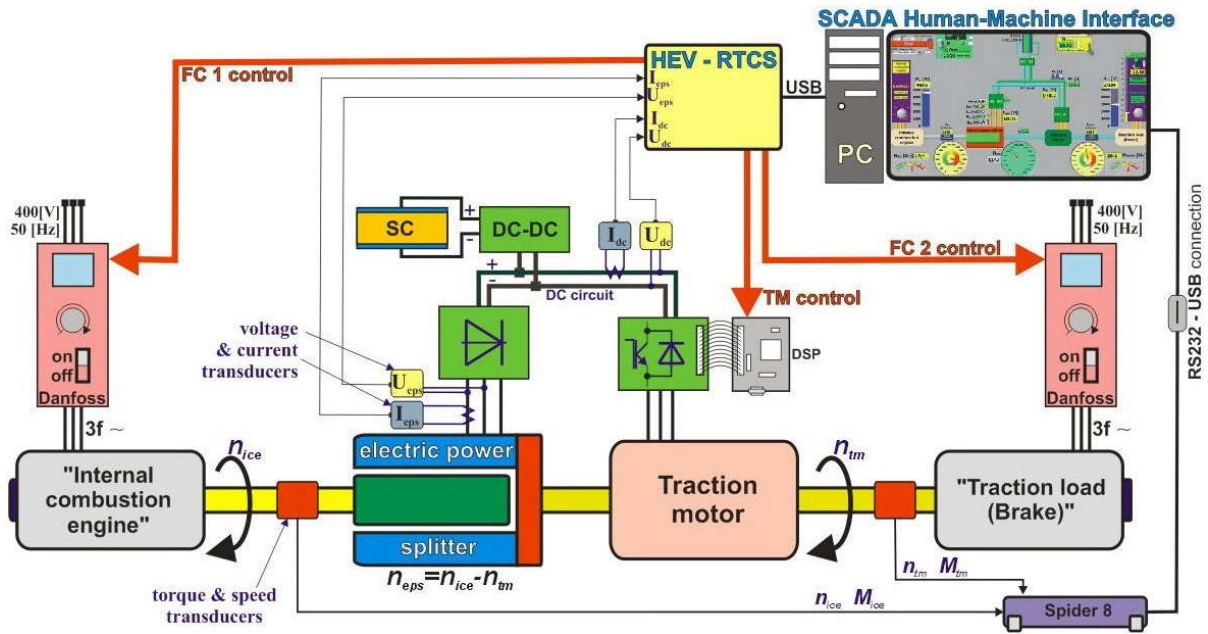 SCADA Human-Machine Interface
HEV - RTCS
I eps
U eps
I dc
U dc
USB
PC
FC 1 control
400[V]
50 [Hz]
on
off
Danfoss
3f ~
SC
+
-
DC-DC
I dc
U dc
+
-
DC circuit
voltage
& current
transducers
U eps
I eps
TM control
DSP
FC 2 control
400[V]
50 [Hz]
on
off
Danfoss
3f ~
RS232 - USB connection
"Internal
combustion
engine"
n ice
electric power
splitter
n eps=n ice-n tm
Traction
motor
n tm
"Traction load
(Brake)"
torque & speed
transducers
n tm M tm
n ice M ice
Spider 8